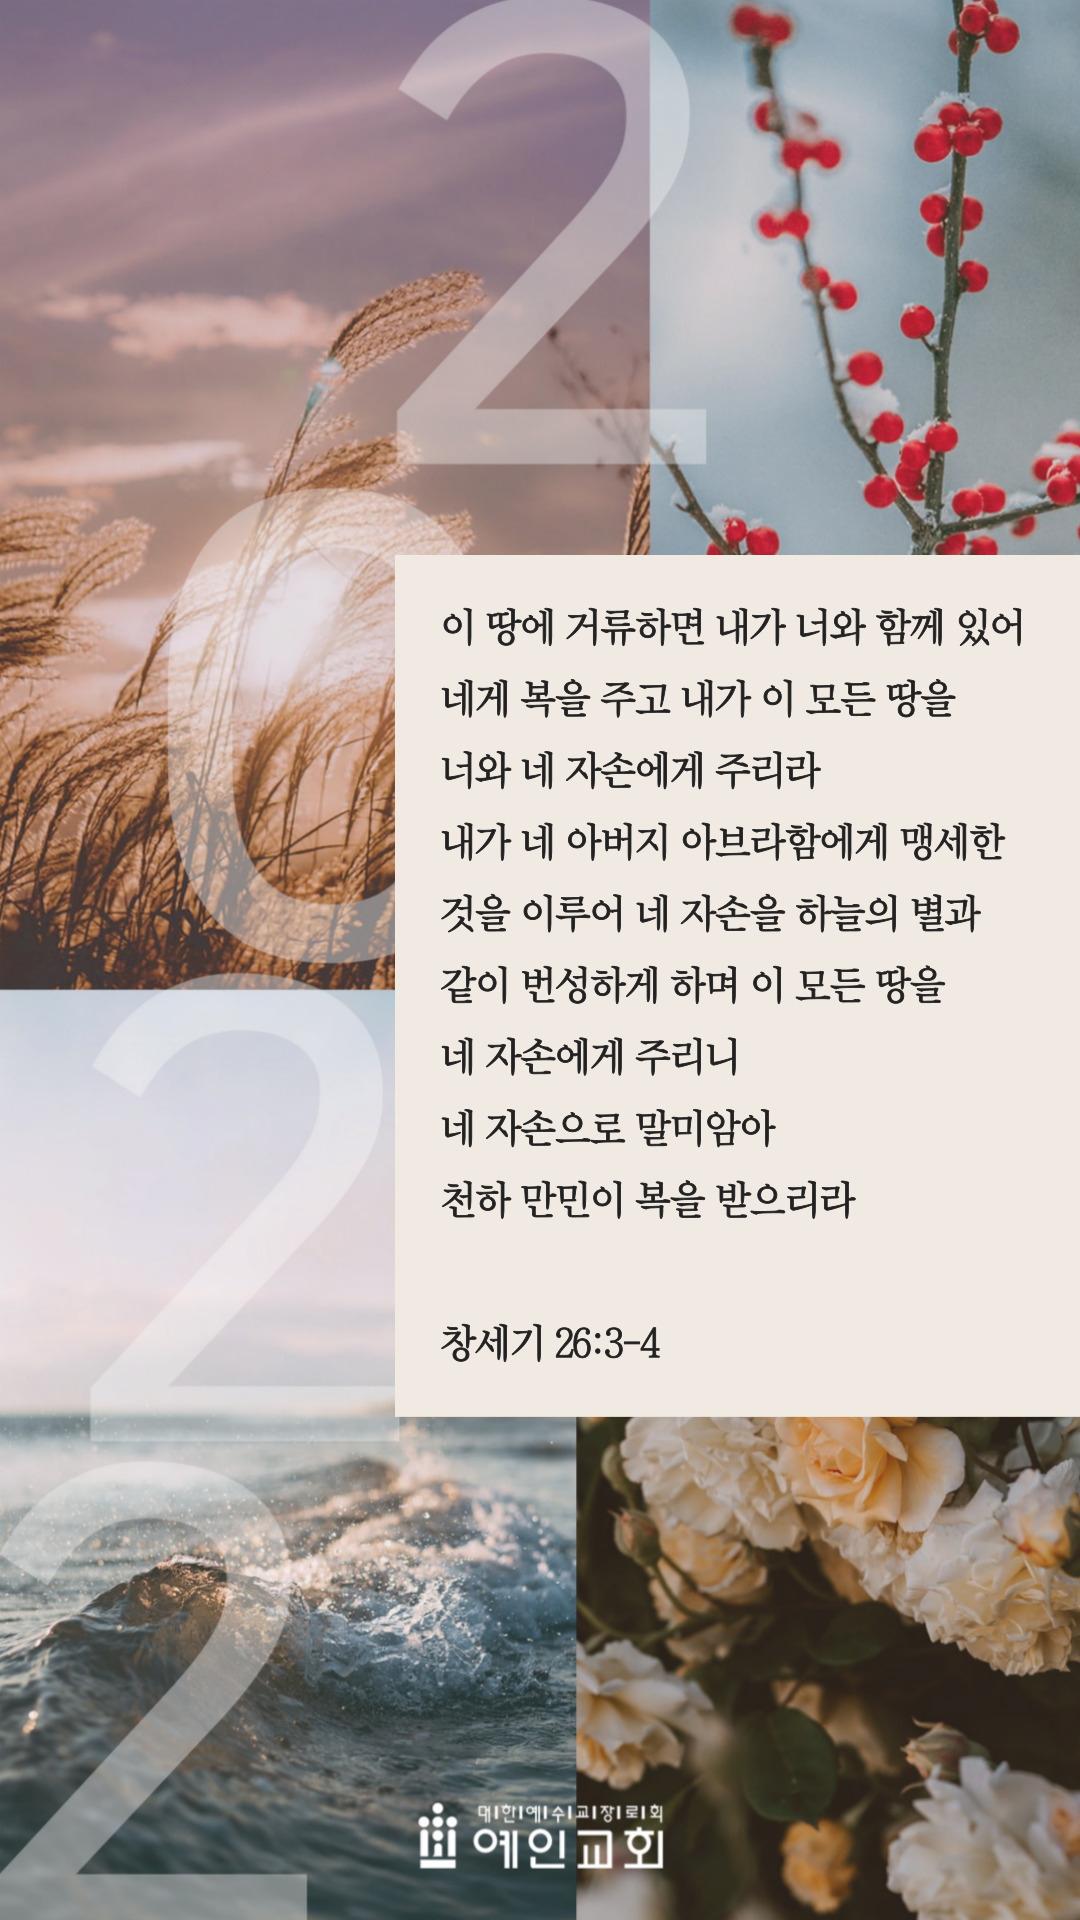 2
0
2
2
이 땅에 거류하면 내가 너와 함께 있어
네게 복을 주고 내가 이 모든 땅을
너와 네 자손에게 주리라
내가 네 아버지 아브라함에게 맹세한
것을 이루어 네 자손을 하늘의 별과
같이 번성하게 하며 이 모든 땅을
네 자손에게 주리니
네 자손으로 말미암아
천하 만민이 복을 받으리라
창세기 26:3-4
대한예수교장로회
예인교회